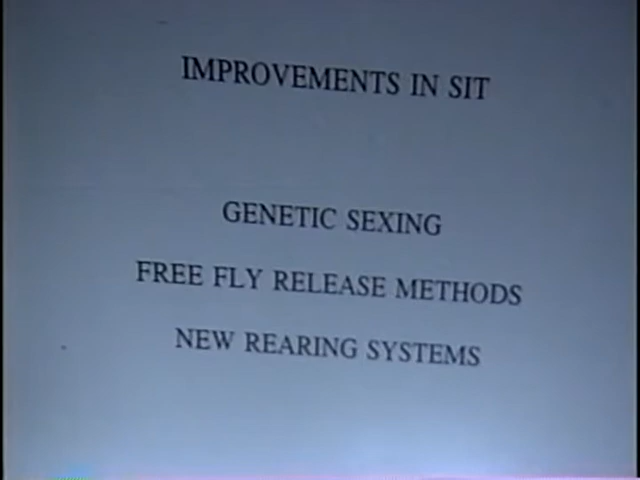 IMPROVEMENTS IN SIT
GENETIC SEXING
FREE FLY RELEASE METHODS
NEW REARING SYSTEMS